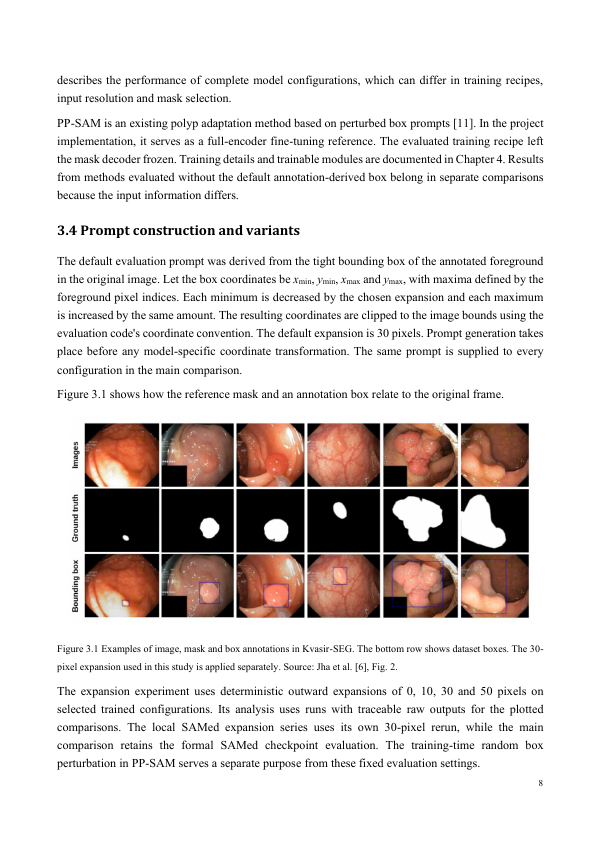 describes the performance of complete model configurations, which can differ in training recipes,
input resolution and mask selection.
PP-SAM is an existing polyp adaptation method based on perturbed box prompts [11]. In the project
implementation, it serves as a full-encoder fine-tuning reference. The evaluated training recipe left
the mask decoder frozen. Training details and trainable modules are documented in Chapter 4. Results
from methods evaluated without the default annotation-derived box belong in separate comparisons
because the input information differs.
3.4 Prompt construction and variants
The default evaluation prompt was derived from the tight bounding box of the annotated foreground
in the original image. Let the box coordinates be xmin, ymin, xmax and ymax, with maxima defined by the
foreground pixel indices. Each minimum is decreased by the chosen expansion and each maximum
is increased by the same amount. The resulting coordinates are clipped to the image bounds using the
evaluation code's coordinate convention. The default expansion is 30 pixels. Prompt generation takes
place before any model-specific coordinate transformation. The same prompt is supplied to every
configuration in the main comparison.
Figure 3.1 shows how the reference mask and an annotation box relate to the original frame.
Images
Ground truth
Bounding box
Figure 3.1 Examples of image, mask and box annotations in Kvasir-SEG. The bottom row shows dataset boxes. The 30-
pixel expansion used in this study is applied separately. Source: Jha et al. [6], Fig. 2.
The expansion experiment uses deterministic outward expansions of 0, 10, 30 and 50 pixels on
selected trained configurations. Its analysis uses runs with traceable raw outputs for the plotted
comparisons. The local SAMed expansion series uses its own 30-pixel rerun, while the main
comparison retains the formal SAMed checkpoint evaluation. The training-time random box
perturbation in PP-SAM serves a separate purpose from these fixed evaluation settings.
8